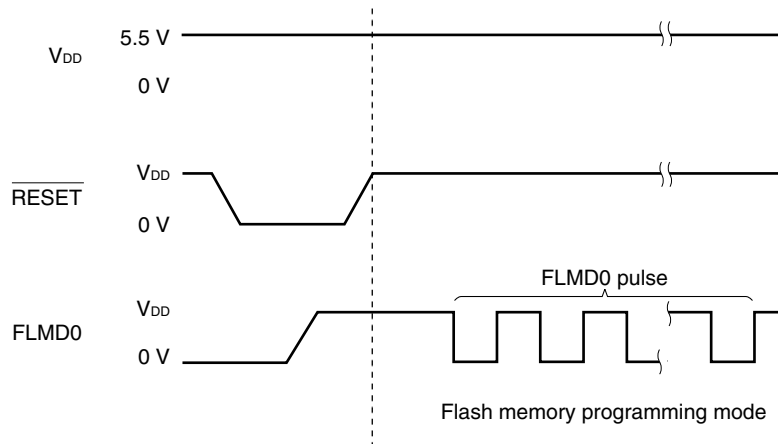 5.5 V
VDD
0 V
VDD
RESET
0 V
FLMD0 pulse
VDD
FLMD0
0 V
Flash memory programming mode